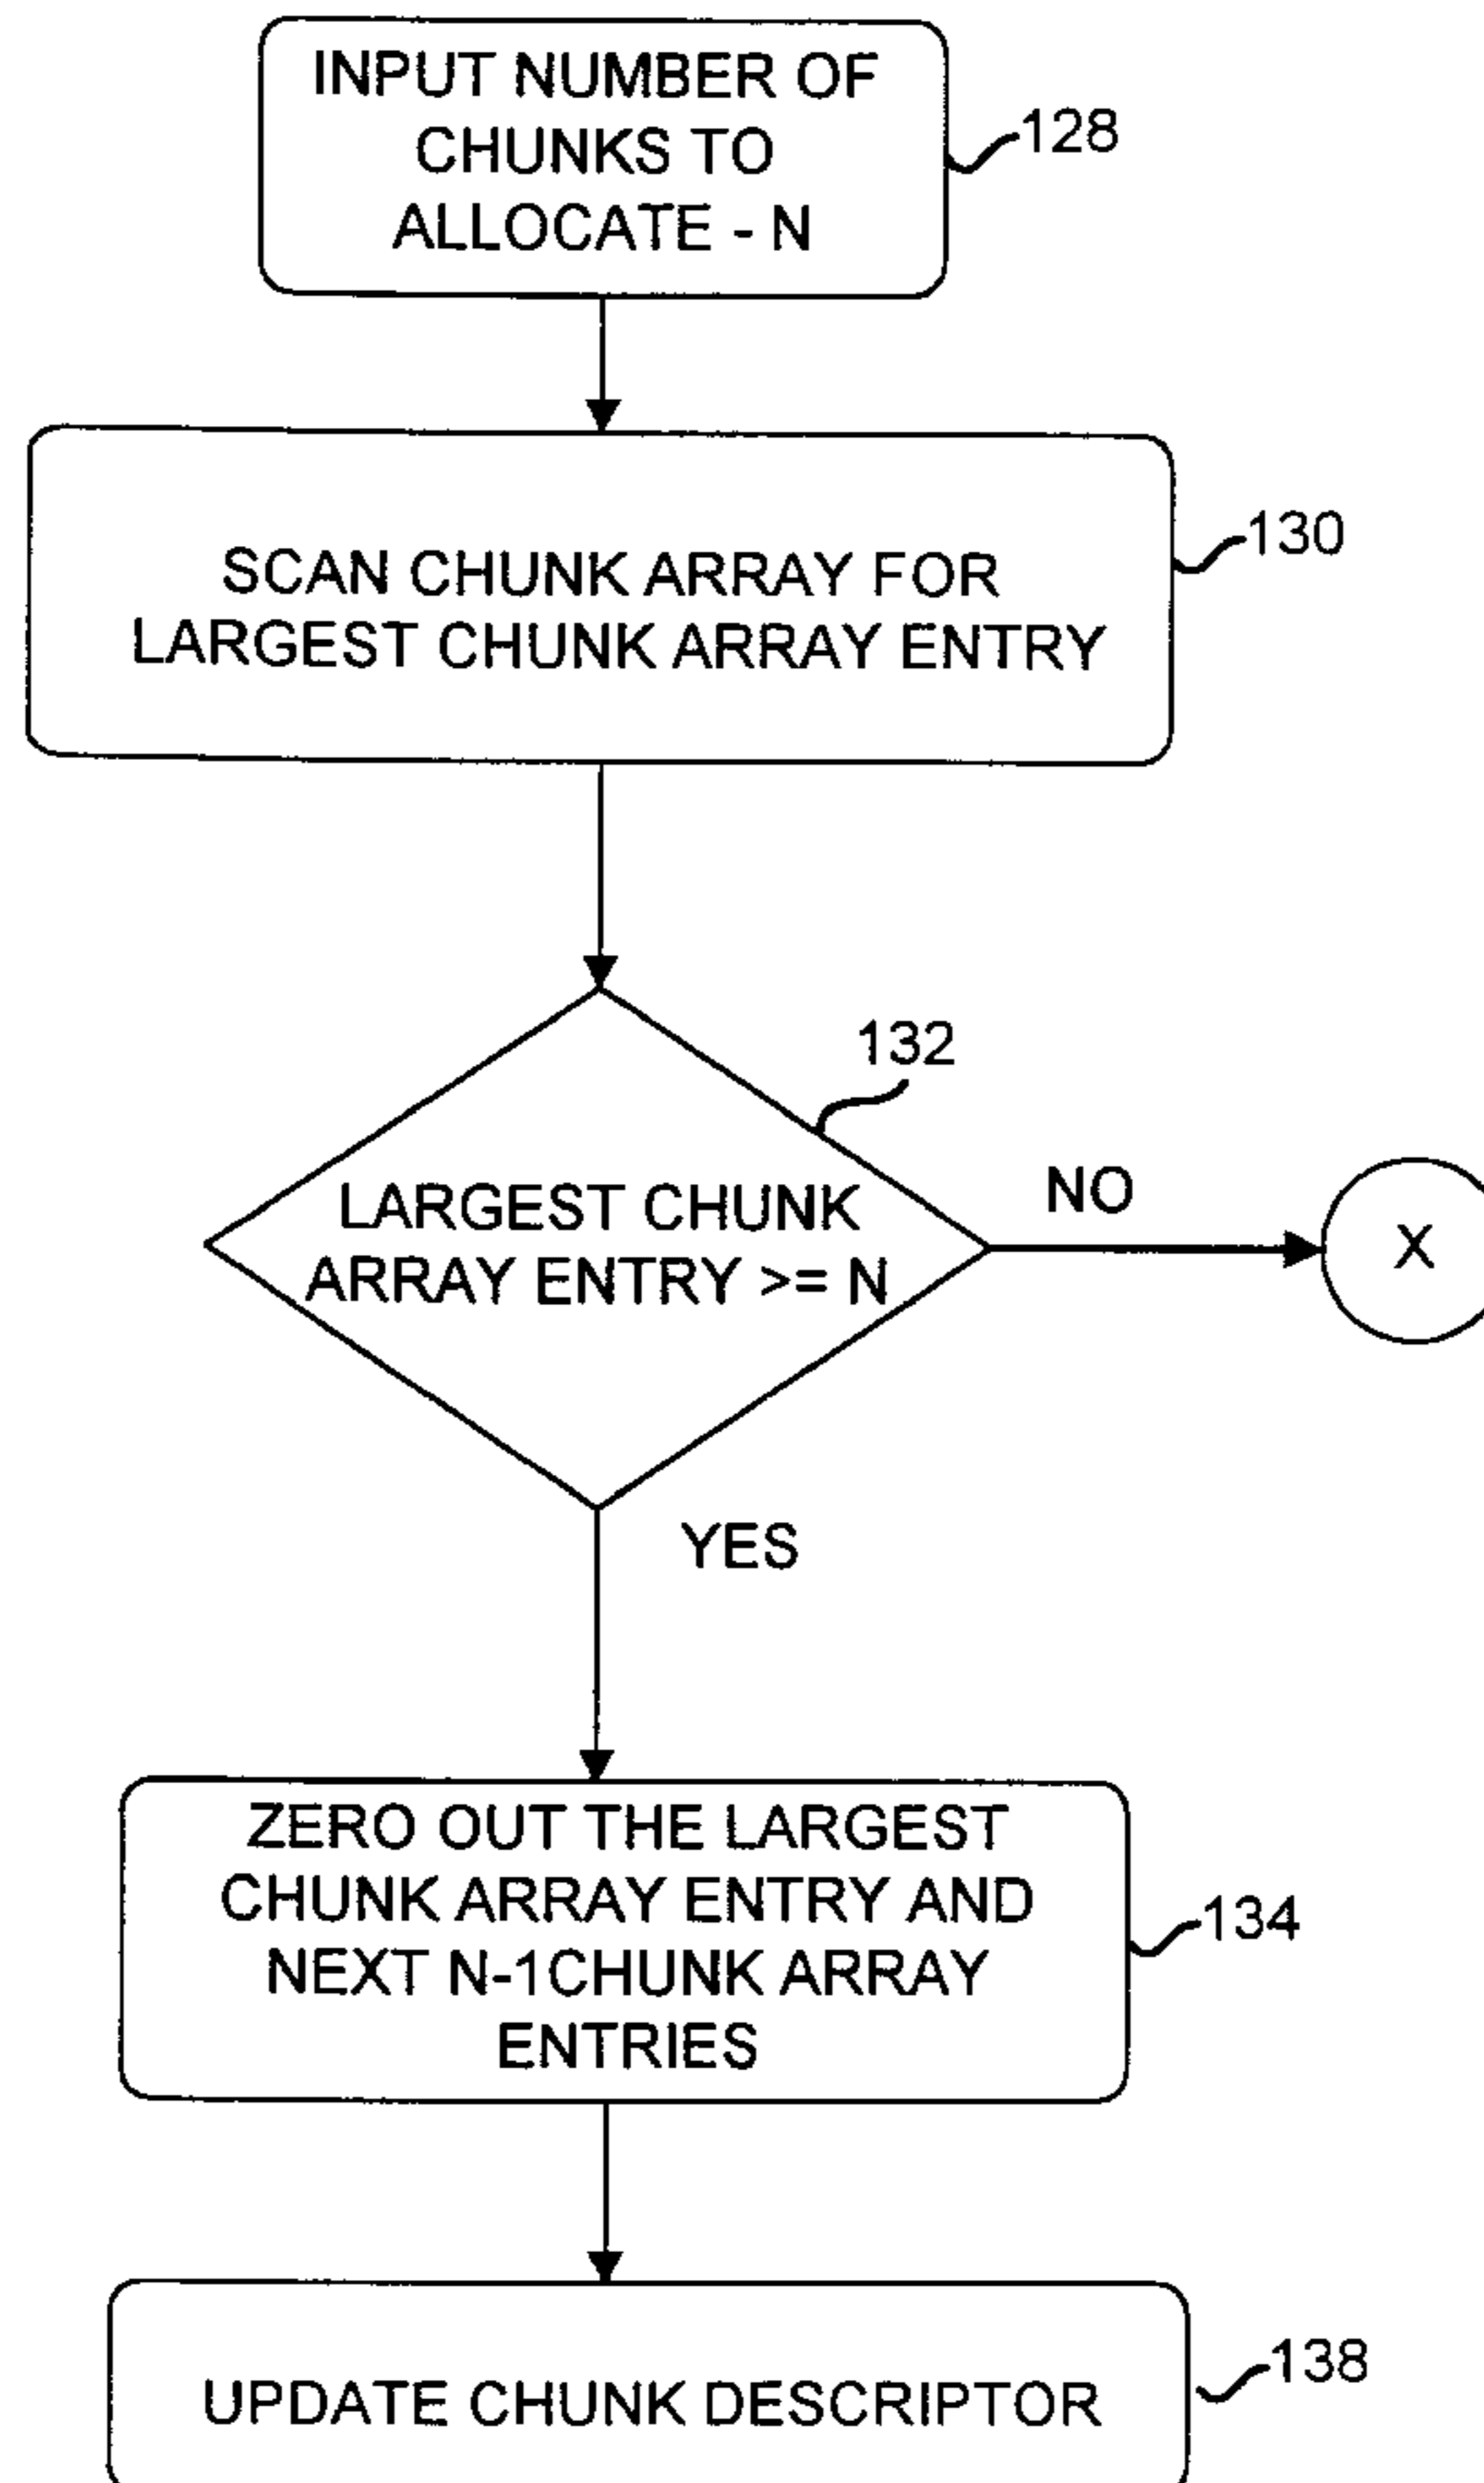 INPUT NUMBER OF
CHUNKS TO
ALLOCATE - N
128
SCAN CHUNK ARRAY FOR
LARGEST CHUNK ARRAY ENTRY
130
132
LARGEST CHUNK
ARRAY ENTRY >= N
NO
X
YES
ZERO OUT THE LARGEST
CHUNK ARRAY ENTRY AND
NEXT N-1CHUNK ARRAY
ENTRIES
134
UPDATE CHUNK DESCRIPTOR
138